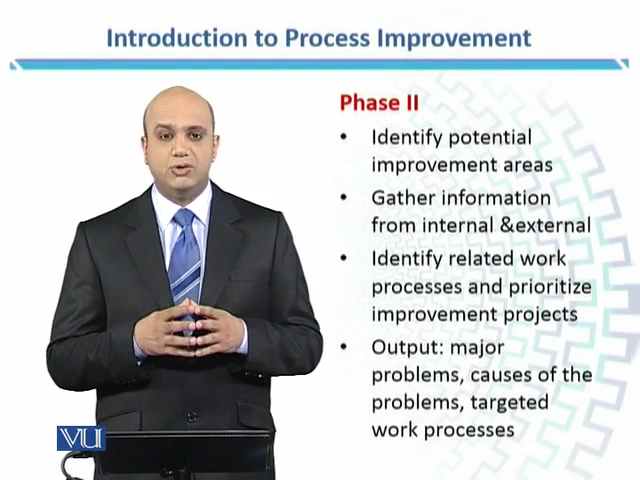 Introduction to Process Improvement
Phase II
• Identify potential
improvement areas
• Gather information
from internal &external
• Identify related work
processes and prioritize
improvement projects
• Output: major
problems, causes of the
problems, targeted
work processes
VU